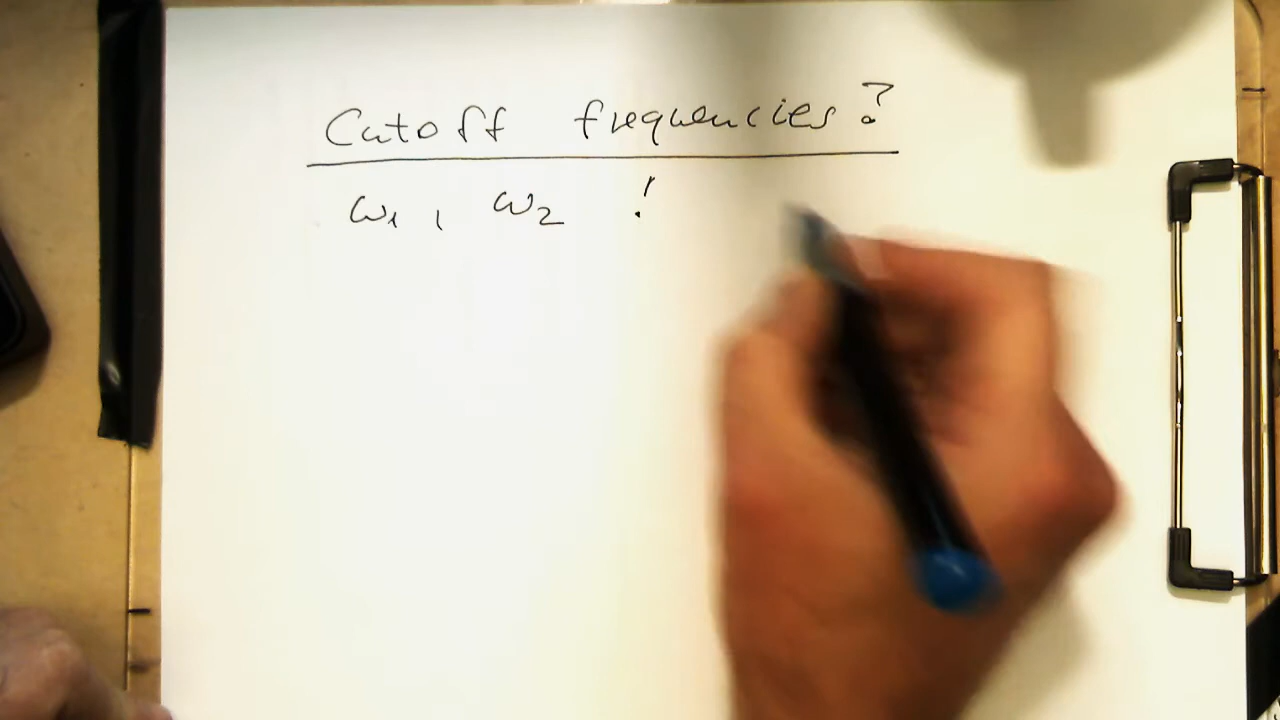 Cutoff frequencies?
ω1, ω2 !